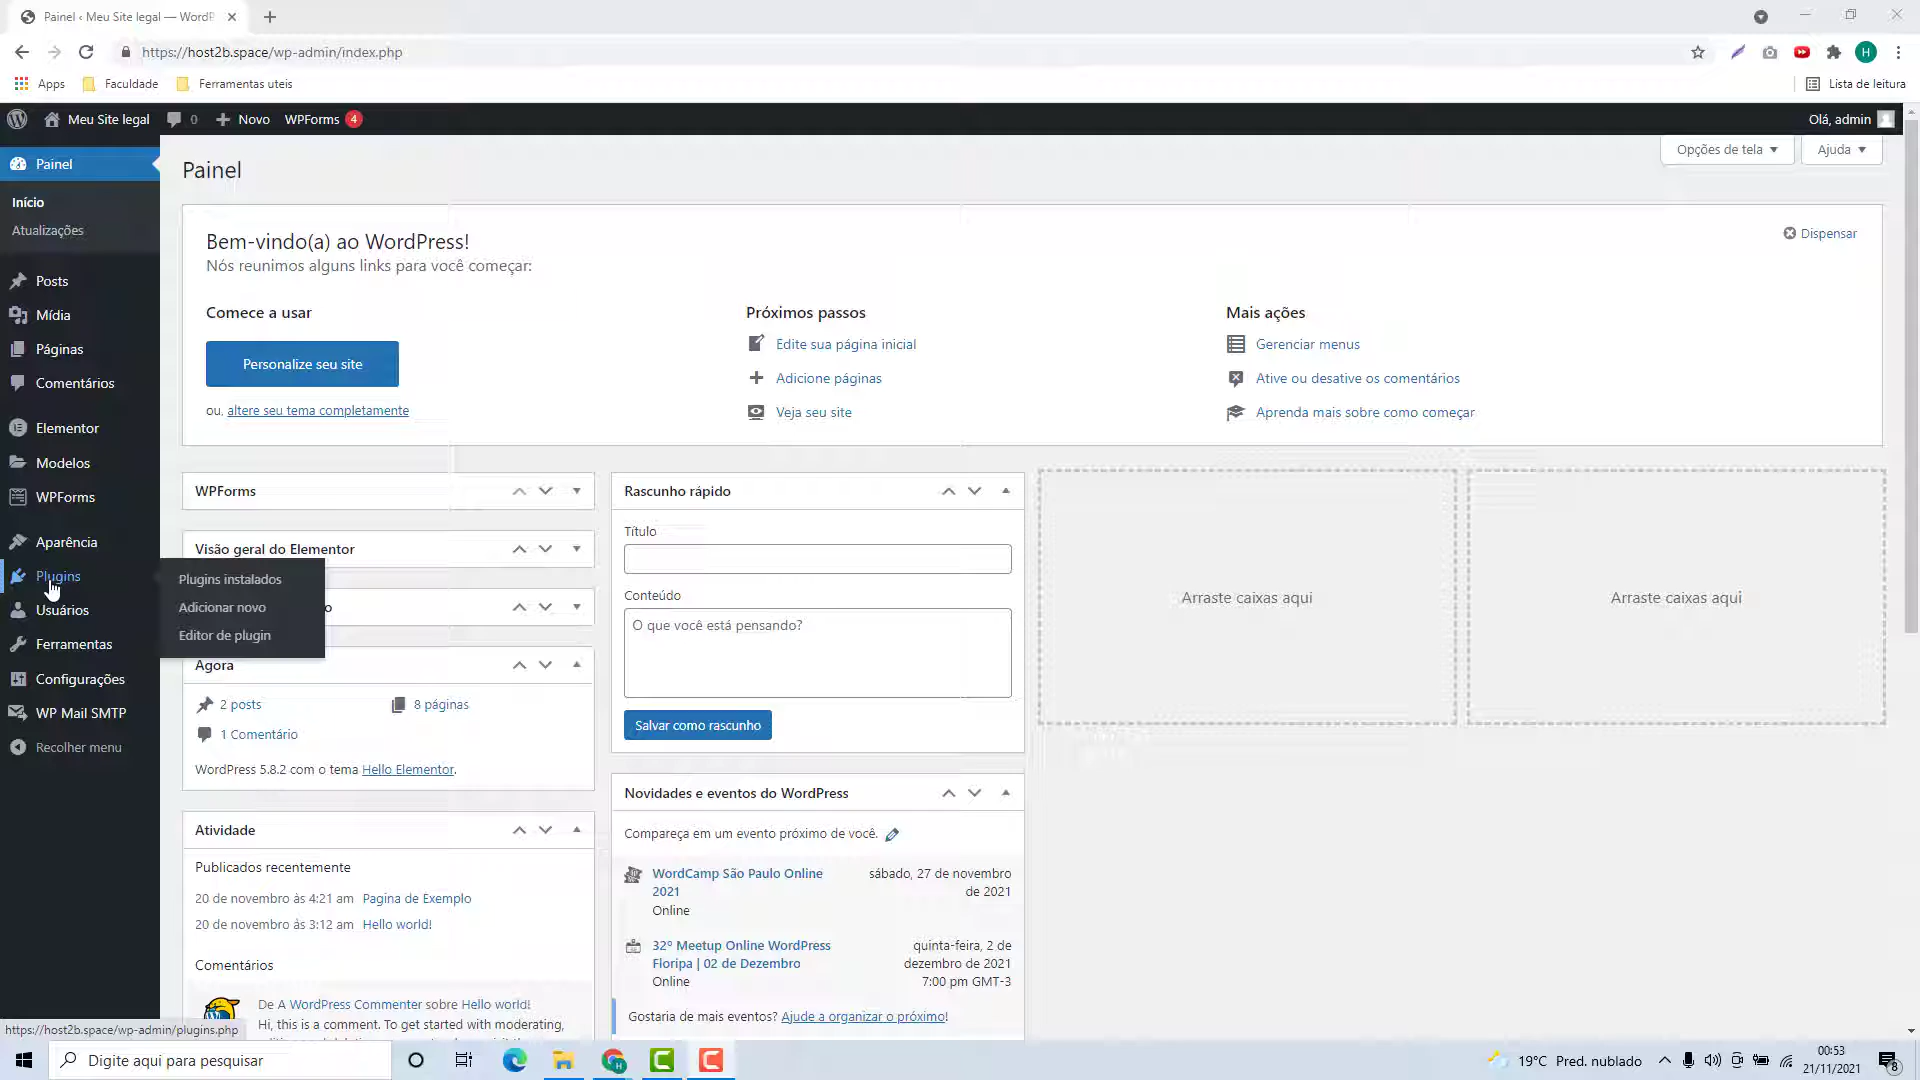 Painel ‹ Meu Site legal — WordP
https://host2b.space/wp-admin/index.php
H
Apps
Faculdade
Ferramentas uteis
Lista de leitura
Meu Site legal
0
Novo
WPForms
4
Olá, admin
Painel
Início
Atualizações
Posts
Mídia
Páginas
Comentários
Elementor
Modelos
WPForms
Aparência
Plugins
Usuários
Ferramentas
Configurações
WP Mail SMTP
Recolher menu
Plugins instalados
Adicionar novo
Editor de plugin
Painel
Opções de tela
Ajuda
Bem-vindo(a) ao WordPress!
Nós reunimos alguns links para você começar:
Dispensar
Comece a usar
Personalize seu site
ou, altere seu tema completamente
Próximos passos
Edite sua página inicial
Adicione páginas
Veja seu site
Mais ações
Gerenciar menus
Ative ou desative os comentários
Aprenda mais sobre como começar
WPForms
Visão geral do Elementor
o
Agora
2 posts
8 páginas
1 Comentário
WordPress 5.8.2 com o tema Hello Elementor.
Atividade
Publicados recentemente
20 de novembro às 4:21 am Pagina de Exemplo
20 de novembro às 3:12 am Hello world!
Comentários
De A WordPress Commenter sobre Hello world!
Hi, this is a comment. To get started with moderating,
Rascunho rápido
Título
Conteúdo
O que você está pensando?
Salvar como rascunho
Novidades e eventos do WordPress
Compareça em um evento próximo de você.
WordCamp São Paulo Online
2021
Online
sábado, 27 de novembro
de 2021
32º Meetup Online WordPress
Floripa | 02 de Dezembro
Online
quinta-feira, 2 de
dezembro de 2021
7:00 pm GMT-3
Gostaria de mais eventos? Ajude a organizar o próximo!
Arraste caixas aqui
Arraste caixas aqui
https://host2b.space/wp-admin/plugins.php
Digite aqui para pesquisar
19°C Pred. nublado
00:53
21/11/2021
8